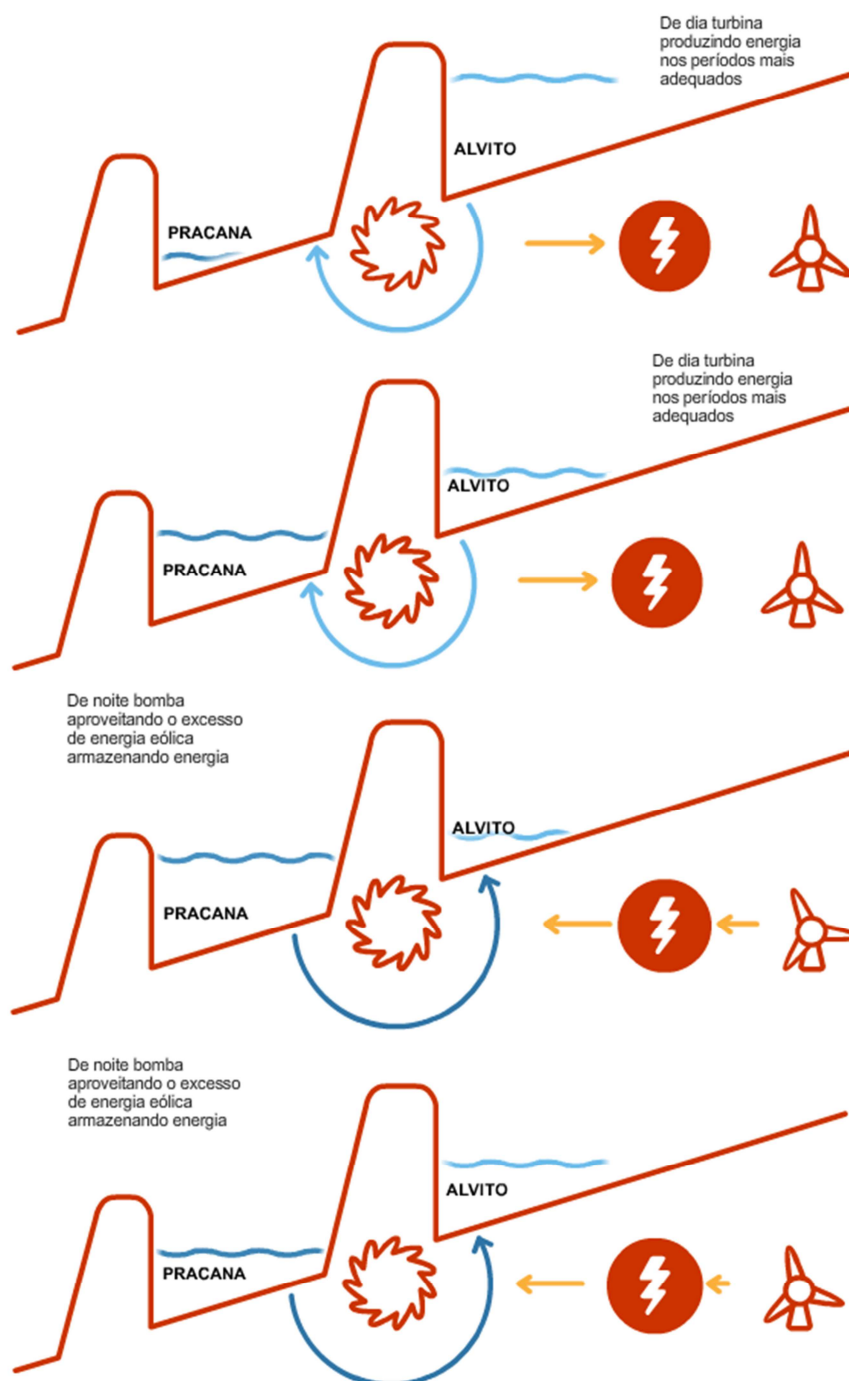 De dia turbina
produzindo energia
nos períodos mais
adequados
ALVITO
PRACANA
De dia turbina
produzindo energia
nos períodos mais
adequados
ALVITO
PRACANA
De noite bomba
aproveitando o excesso
de energia eólica
armazenando energia
ALVITO
PRACANA
De noite bomba
aproveitando o excesso
de energia eólica
armazenando energia
ALVITO
PRACANA